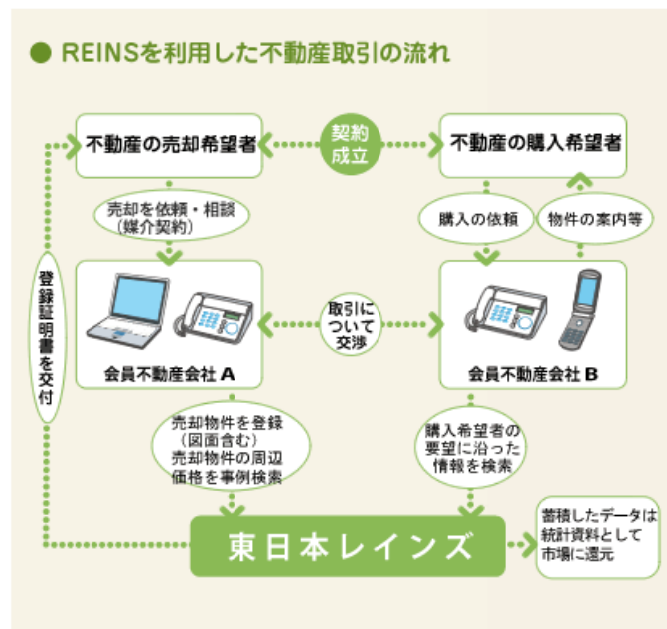 ● REINSを利用した不動産取引の流れ
不動産の売却希望者
契約
成立
不動産の購入希望者
売却を依頼・相談
（媒介契約）
購入の依頼
物件の案内等
登録証明書を交付
会員不動産会社 A
取引に
ついて
交渉
会員不動産会社 B
売却物件を登録
（図面含む）
売却物件の周辺
価格を事例検索
購入希望者の
要望に沿った
情報を検索
東日本レインズ
蓄積したデータは
統計資料として
市場に還元